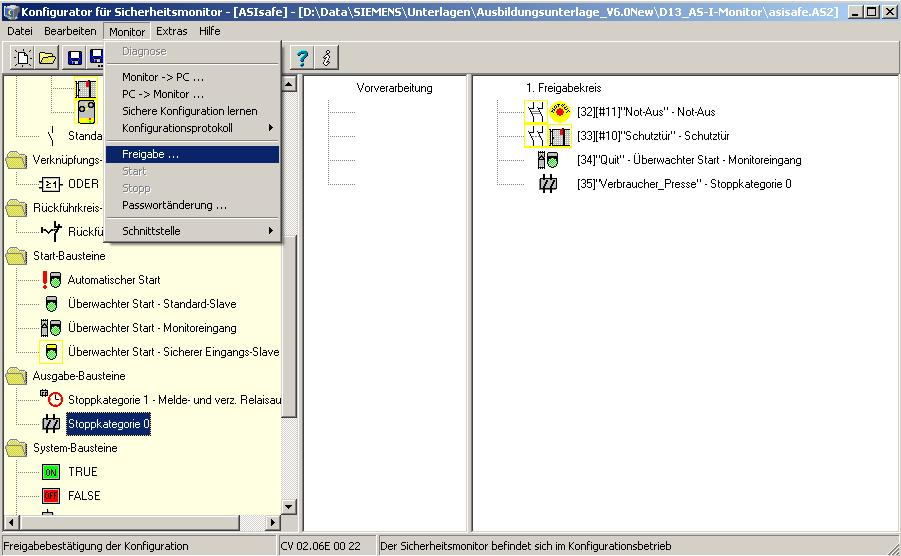 Konfigurator für Sicherheitsmonitor - [ASIsafe] - [D:\Data\SIEMENS\Unterlagen\Ausbildungsunterlage_V6.0New\D13_AS-I-Monitor\asisafe.AS2]
Datei Bearbeiten Monitor Extras Hilfe
Diagnose
Monitor -> PC ...
PC -> Monitor ...
Sichere Konfiguration lernen
Konfigurationsprotokoll
Freigabe ...
Start
Stopp
Passwortänderung ...
Schnittstelle
Standa
Verknüpfungs-
≥1 ODER
Rückführkreis-
Rückfü
Start-Bausteine
Automatischer Start
Überwachter Start - Standard-Slave
Überwachter Start - Monitoreingang
Überwachter Start - Sicherer Eingangs-Slave
Ausgabe-Bausteine
Stoppkategorie 1 - Melde- und verz. Relaisau
Stoppkategorie 0
System-Bausteine
ON TRUE
OFF FALSE
Vorverarbeitung
1. Freigabekreis
[32][#11]"Not-Aus" - Not-Aus
[33][#10]"Schutztür" - Schutztür
[34]"Quit" - Überwachter Start - Monitoreingang
[35]"Verbraucher_Presse" - Stoppkategorie 0
Freigabebestätigung der Konfiguration CV 02.06E 00 22 Der Sicherheitsmonitor befindet sich im Konfigurationsbetrieb